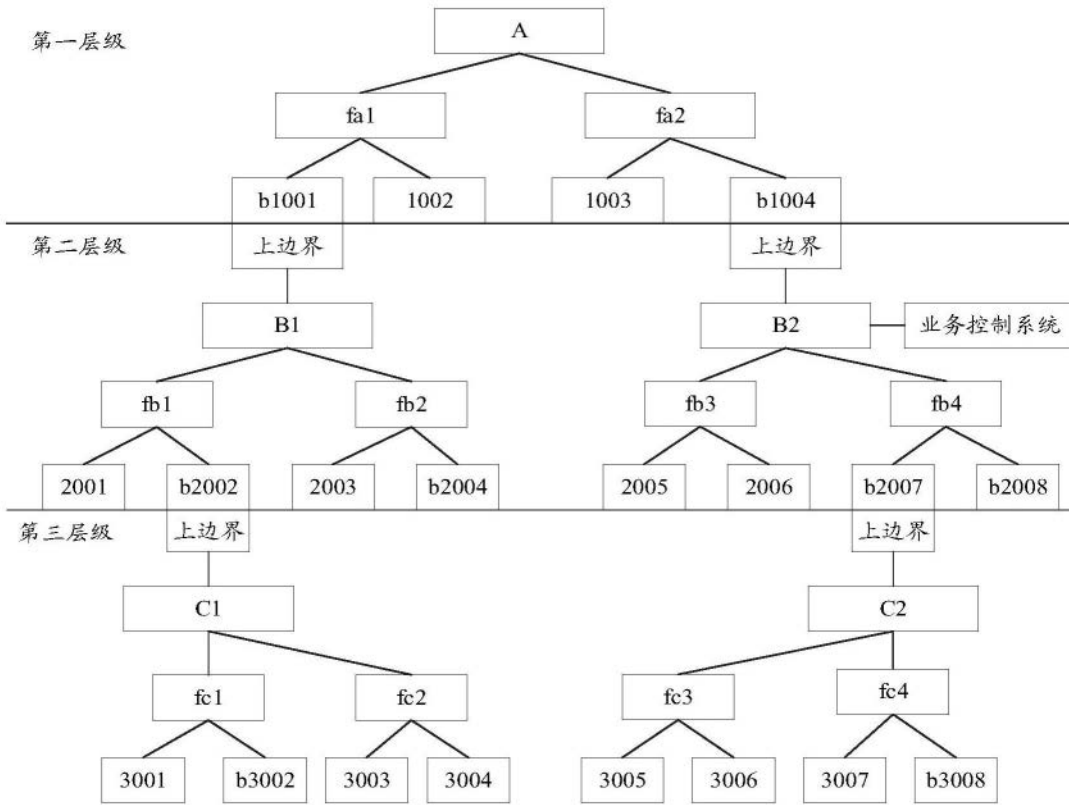 第一层级
A
fa1
fa2
b1001
1002
1003
b1004
第二层级
上边界
上边界
B1
B2
业务控制系统
fb1
fb2
fb3
fb4
2001
b2002
2003
b2004
2005
2006
b2007
b2008
第三层级
上边界
上边界
C1
C2
fc1
fc2
fc3
fc4
3001
b3002
3003
3004
3005
3006
3007
b3008